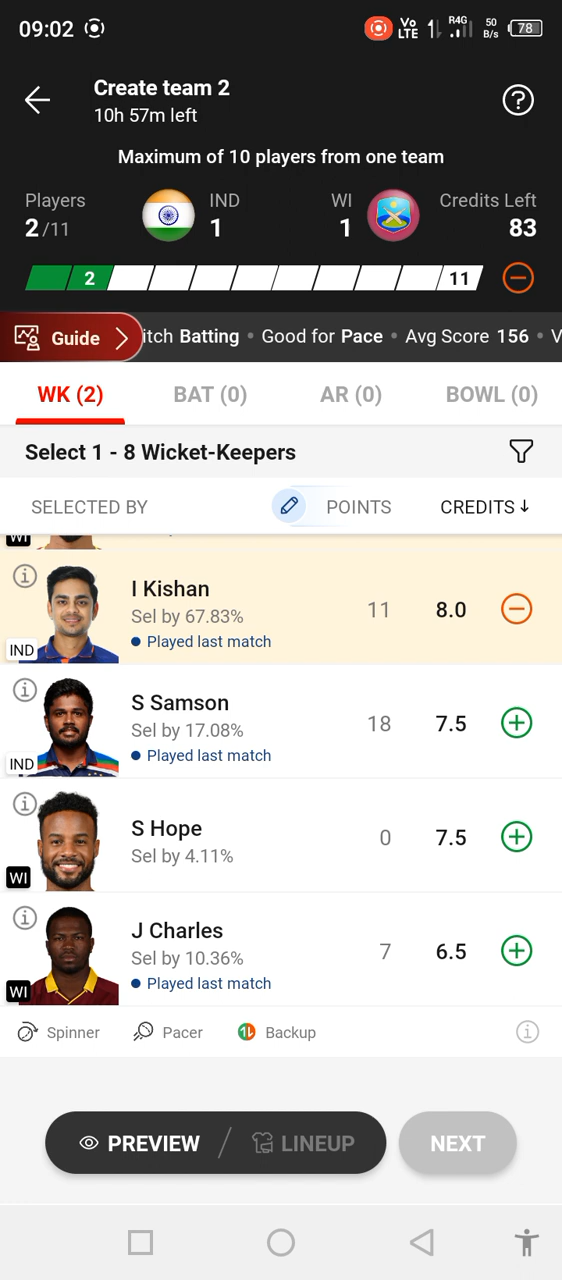 09:02
Vo LTE R4G 50 B/s 78
Create team 2
10h 57m left
Maximum of 10 players from one team
Players IND WI Credits Left
2/11 1 1 83
2 11
Guide itch Batting • Good for Pace • Avg Score 156 • V
WK (2) BAT (0) AR (0) BOWL (0)
Select 1 - 8 Wicket-Keepers
SELECTED BY POINTS CREDITS ↓
WI
I Kishan
Sel by 67.83% 11 8.0
IND • Played last match
S Samson
Sel by 17.08% 18 7.5
IND • Played last match
S Hope
Sel by 4.11% 0 7.5
WI
J Charles
Sel by 10.36% 7 6.5
WI • Played last match
Spinner Pacer Backup
PREVIEW / LINEUP NEXT